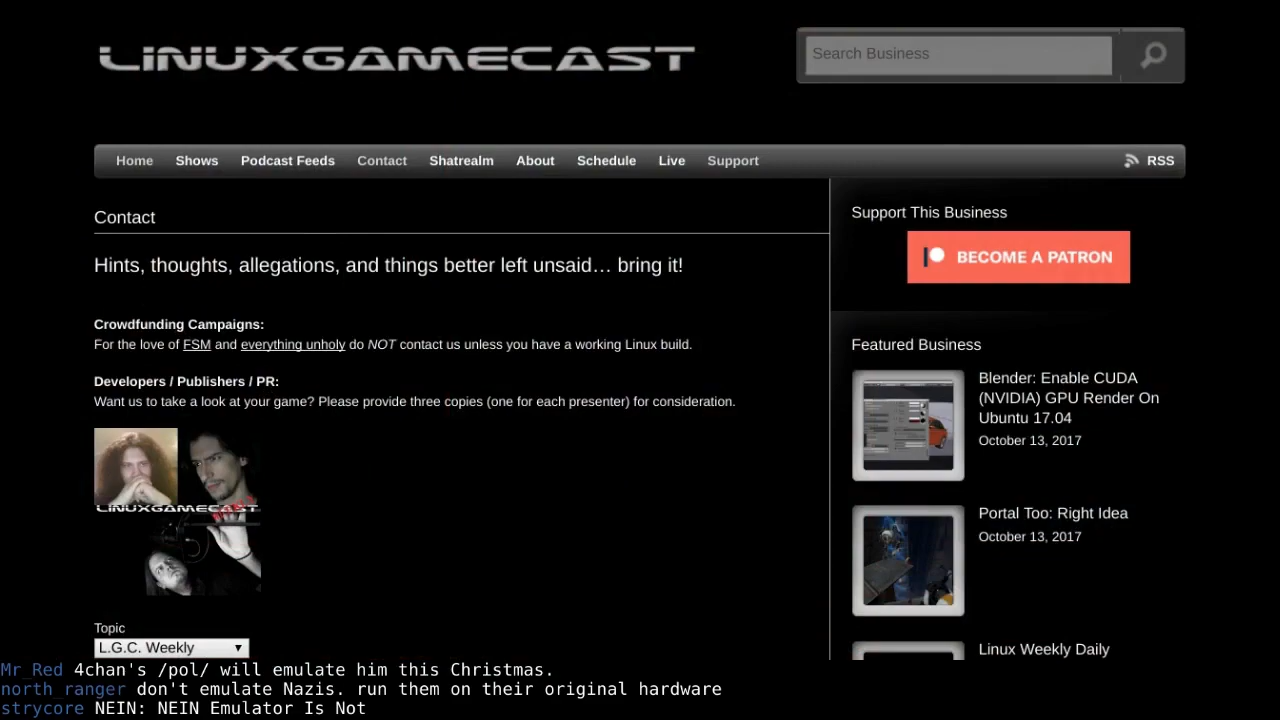 LINUXGAMECAST
Search Business
Home Shows Podcast Feeds Contact Shatrealm About Schedule Live Support RSS
Contact
Hints, thoughts, allegations, and things better left unsaid… bring it!
Crowdfunding Campaigns:
For the love of FSM and everything unholy do NOT contact us unless you have a working Linux build.
Developers / Publishers / PR:
Want us to take a look at your game? Please provide three copies (one for each presenter) for consideration.
LINUXGAMECAST
Topic
L.G.C. Weekly
Support This Business
BECOME A PATRON
Featured Business
Blender: Enable CUDA
(NVIDIA) GPU Render On
Ubuntu 17.04
October 13, 2017
Portal Too: Right Idea
October 13, 2017
Linux Weekly Daily
Mr_Red 4chan's /pol/ will emulate him this Christmas.
north_ranger don't emulate Nazis. run them on their original hardware
strycore NEIN: NEIN Emulator Is Not